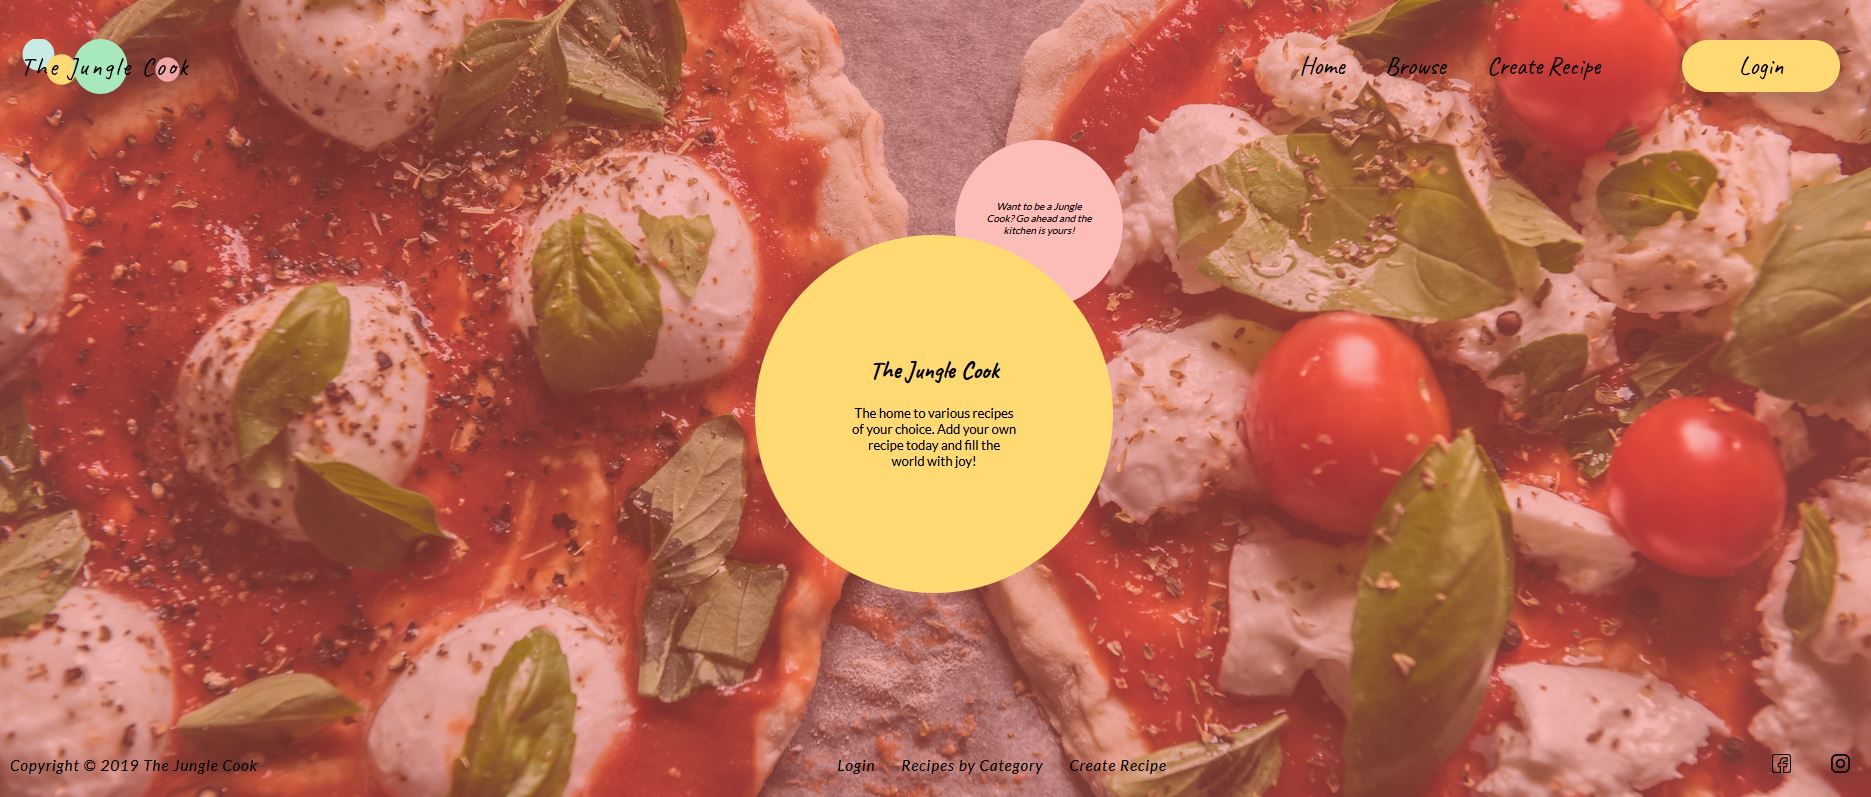 The Jungle Cook
Home
Browse
Create Recipe
Login
Want to be a Jungle
Cook? Go ahead and the
kitchen is yours!
The Jungle Cook
The home to various recipes
of your choice. Add your own
recipe today and fill the
world with joy!
Copyright © 2019 The Jungle Cook
Login
Recipes by Category
Create Recipe